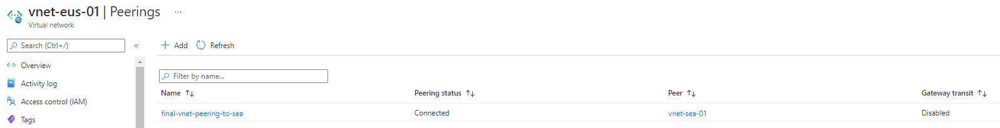 vnet-eus-01 | Peerings ...
Virtual network
Search (Ctrl+/) «
Overview
Activity log
Access control (IAM)
Tags
Add Refresh
Filter by name...
Name Peering status Peer Gateway transit
final-vnet-peering-to-sea Connected vnet-sea-01 Disabled